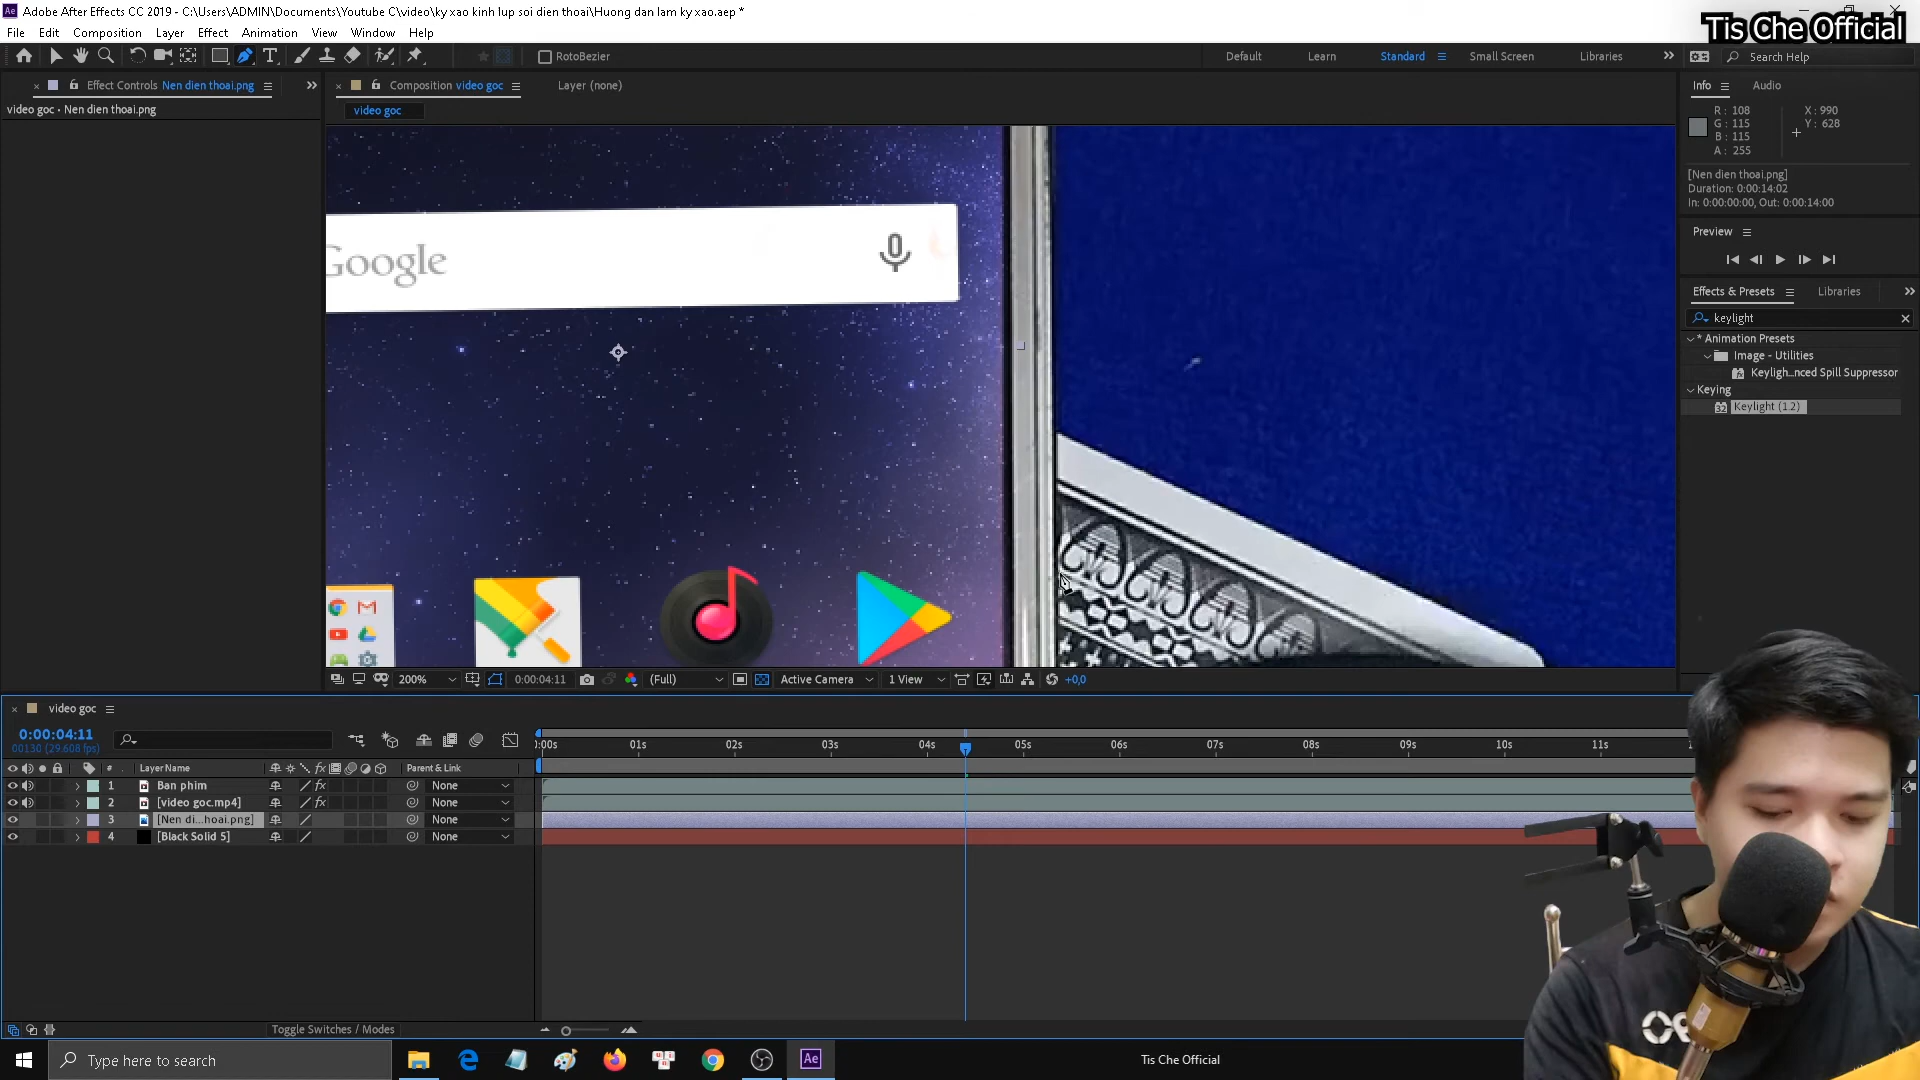 Adobe After Effects CC 2019 - C:\Users\ADMIN\Documents\Youtube C\video\ky xao kinh lup soi dien thoai\Huong dan lam ky xao.aep *
Tis Che Official
File Edit Composition Layer Effect Animation View Window Help
RotoBezier
Default Learn Standard Small Screen Libraries
Search Help
Effect Controls Nen dien thoai.png
Composition video goc
Layer (none)
Info Audio
video goc • Nen dien thoai.png
video goc
R : 108
G : 115
B : 115
A : 255
X : 990
Y : 628
[Nen dien thoai.png]
Duration: 0:00:14:02
In: 0:00:00:00, Out: 0:00:14:00
Preview
Effects & Presets Libraries
keylight
* Animation Presets
Image - Utilities
Keyligh...nced Spill Suppressor
Keying
Keylight (1.2)
Google
200% 0:00:04:11 (Full) Active Camera 1 View +0,0
video goc
0:00:04:11
00130 (29.608 fps)
0:00s 01s 02s 03s 04s 05s 06s 07s 08s 09s 10s 11s
# Layer Name fx Parent & Link
1 Ban phim fx None
2 [video goc.mp4] fx None
3 [Nen di...hoai.png] None
4 [Black Solid 5] None
Toggle Switches / Modes
Type here to search
Ae
Tis Che Official